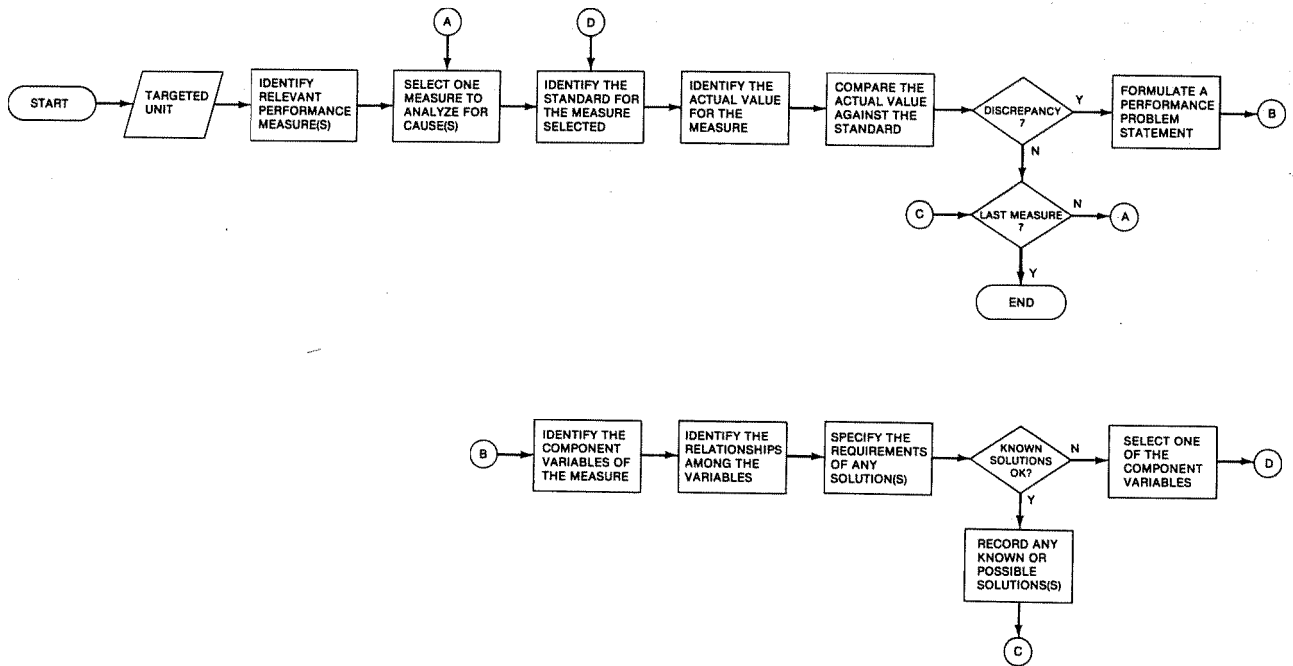 A
D
START
TARGETED
UNIT
IDENTIFY
RELEVANT
PERFORMANCE
MEASURE(S)
SELECT ONE
MEASURE TO
ANALYZE FOR
CAUSE(S)
IDENTIFY THE
STANDARD FOR
THE MEASURE
SELECTED
IDENTIFY THE
ACTUAL VALUE
FOR THE
MEASURE
COMPARE THE
ACTUAL VALUE
AGAINST THE
STANDARD
DISCREPANCY
?
Y
FORMULATE A
PERFORMANCE
PROBLEM
STATEMENT
B
N
C
LAST MEASURE
?
N
A
Y
END
B
IDENTIFY THE
COMPONENT
VARIABLES OF
THE MEASURE
IDENTIFY THE
RELATIONSHIPS
AMONG THE
VARIABLES
SPECIFY THE
REQUIREMENTS
OF ANY
SOLUTION(S)
KNOWN
SOLUTIONS
OK?
N
SELECT ONE
OF THE
COMPONENT
VARIABLES
D
Y
RECORD ANY
KNOWN OR
POSSIBLE
SOLUTIONS(S)
C